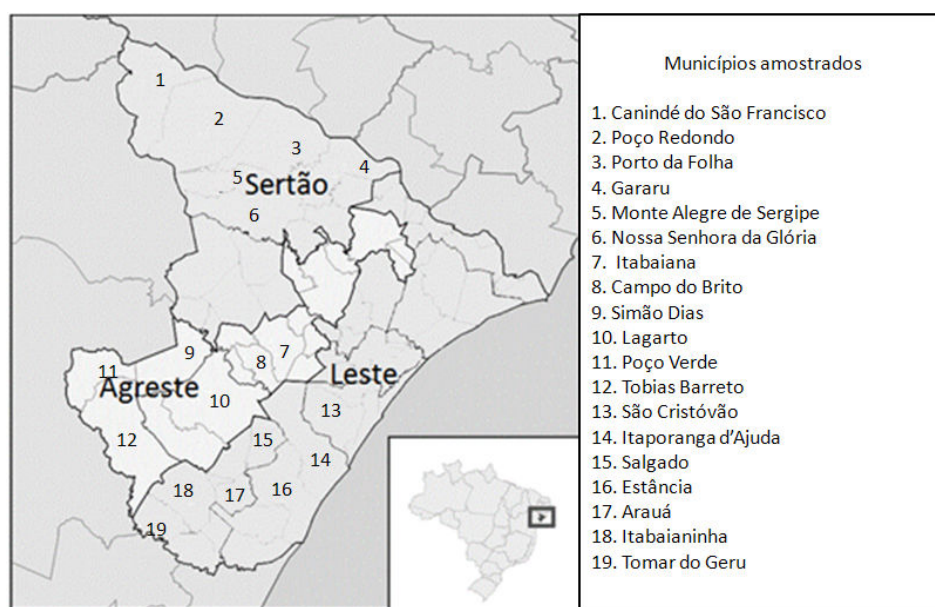 1
2
3
4
5
Sertão
6
9
8
7
11
Agreste
Leste
10
13
12
15
14
18
17
16
19
Municípios amostrados
1. Canindé do São Francisco
2. Poço Redondo
3. Porto da Folha
4. Gararu
5. Monte Alegre de Sergipe
6. Nossa Senhora da Glória
7. Itabaiana
8. Campo do Brito
9. Simão Dias
10. Lagarto
11. Poço Verde
12. Tobias Barreto
13. São Cristóvão
14. Itaporanga d’Ajuda
15. Salgado
16. Estância
17. Arauá
18. Itabaianinha
19. Tomar do Geru